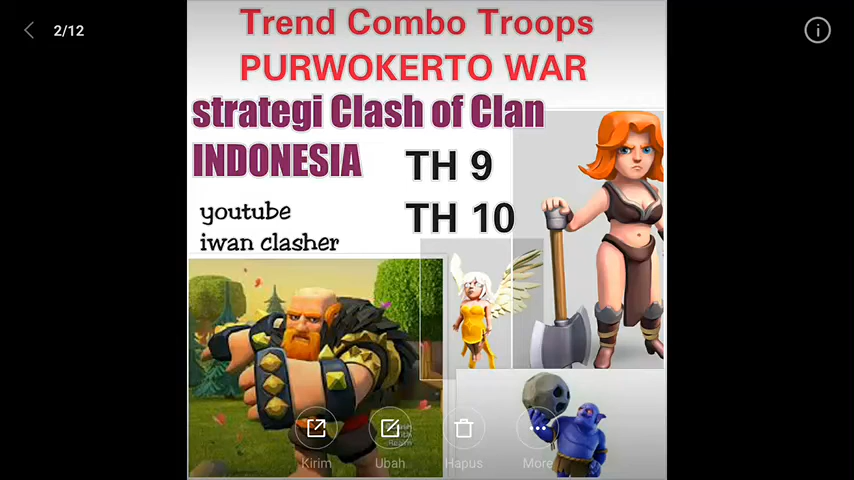 2/12
Trend Combo Troops
PURWOKERTO WAR
strategi Clash of Clan
INDONESIA
TH 9
TH 10
youtube
iwan clasher
Kirim
Ubah
Hapus
More